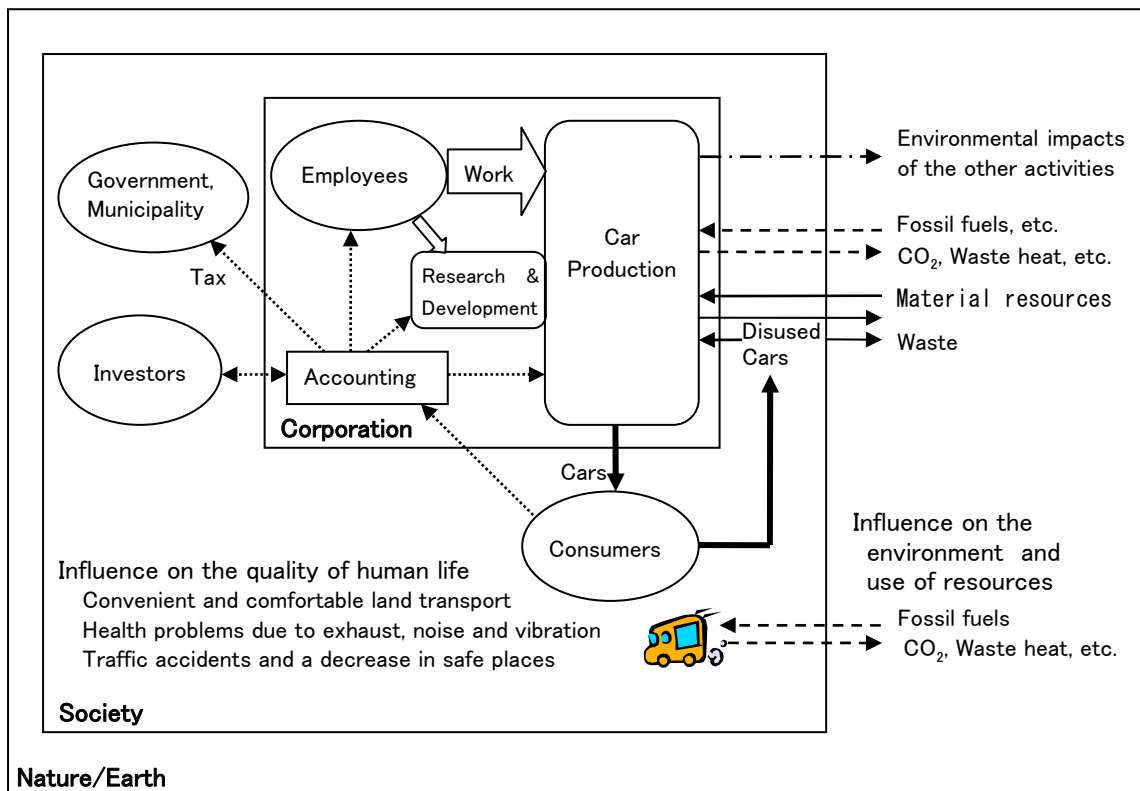 Government,
Municipality
Employees
Work
Car
Production
Environmental impacts
of the other activities
Fossil fuels, etc.
CO₂, Waste heat, etc.
Research &
Development
Tax
Material resources
Disused
Cars
Waste
Investors
Accounting
Corporation
Cars
Consumers
Influence on the
environment and
use of resources
Influence on the quality of human life
Convenient and comfortable land transport
Health problems due to exhaust, noise and vibration
Traffic accidents and a decrease in safe places
Fossil fuels
CO₂, Waste heat, etc.
Society
Nature/Earth